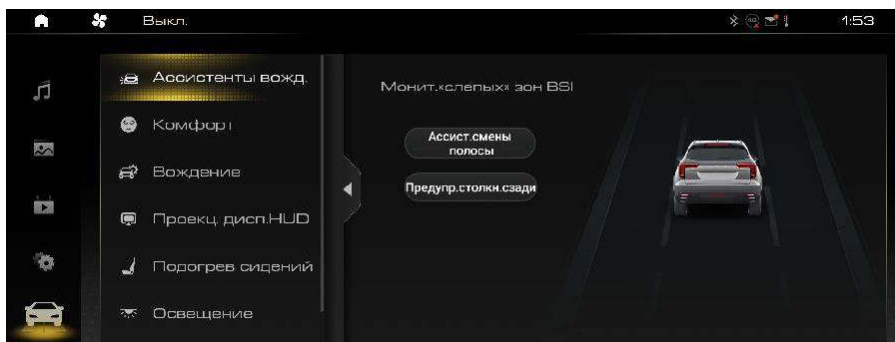 Выкл.
1:53
Ассистенты вожд.
Комфорт
Вождение
Проекц. дисп.HUD
Подогрев сидений
Освещение
Монит.«слепых» зон BSI
Ассист.смены
полосы
Предупр.столкн.сзади